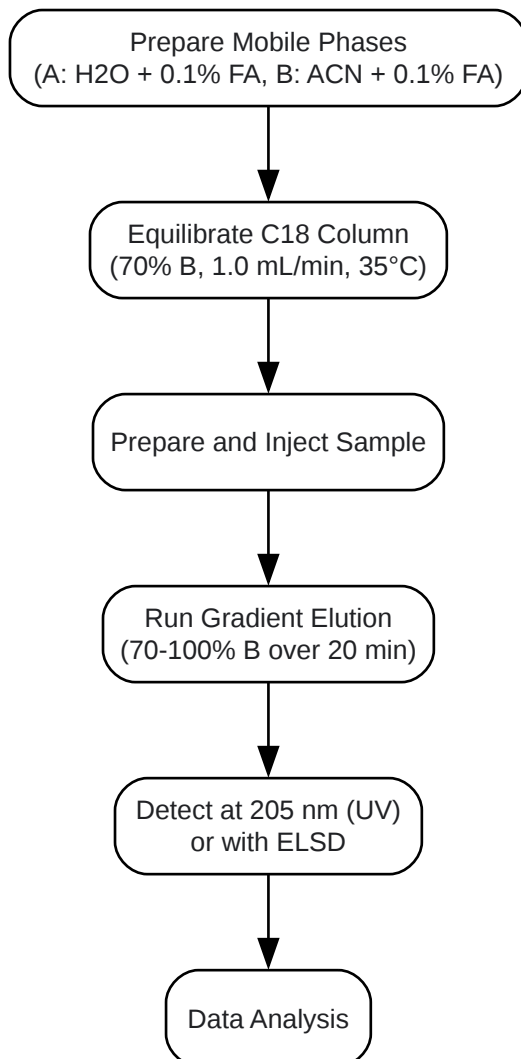 Prepare Mobile Phases
(A: H2O + 0.1% FA, B: ACN + 0.1% FA)
Equilibrate C18 Column
(70% B, 1.0 mL/min, 35°C)
Prepare and Inject Sample
Run Gradient Elution
(70-100% B over 20 min)
Detect at 205 nm (UV)
or with ELSD
Data Analysis